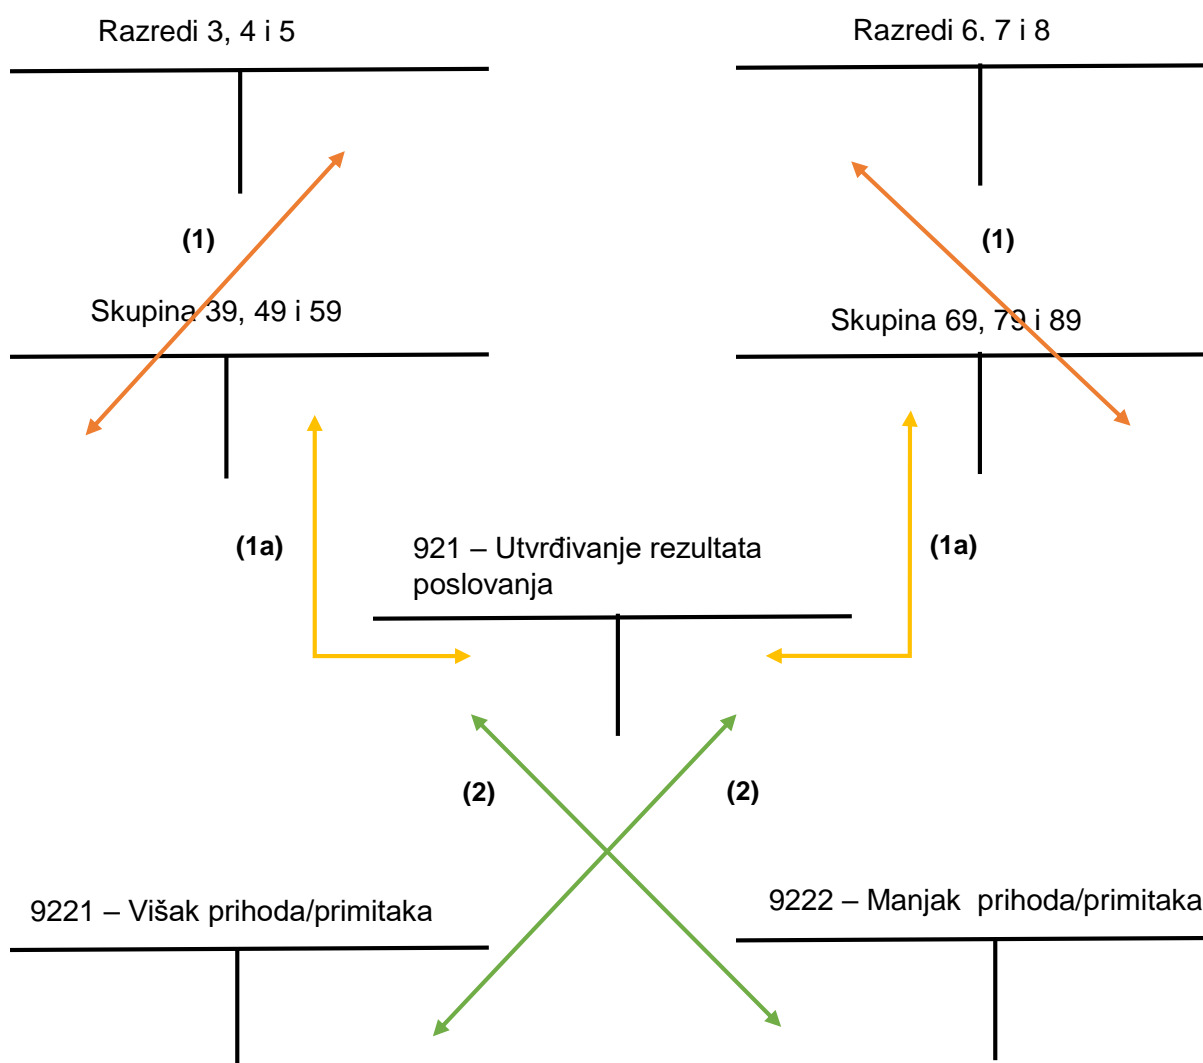 Razredi 3, 4 i 5
Razredi 6, 7 i 8
(1)
(1)
Skupina 39, 49 i 59
Skupina 69, 79 i 89
(1a)
921 – Utvrđivanje rezultata
poslovanja
(1a)
(2)
(2)
9221 – Višak prihoda/primitaka
9222 – Manjak prihoda/primitaka